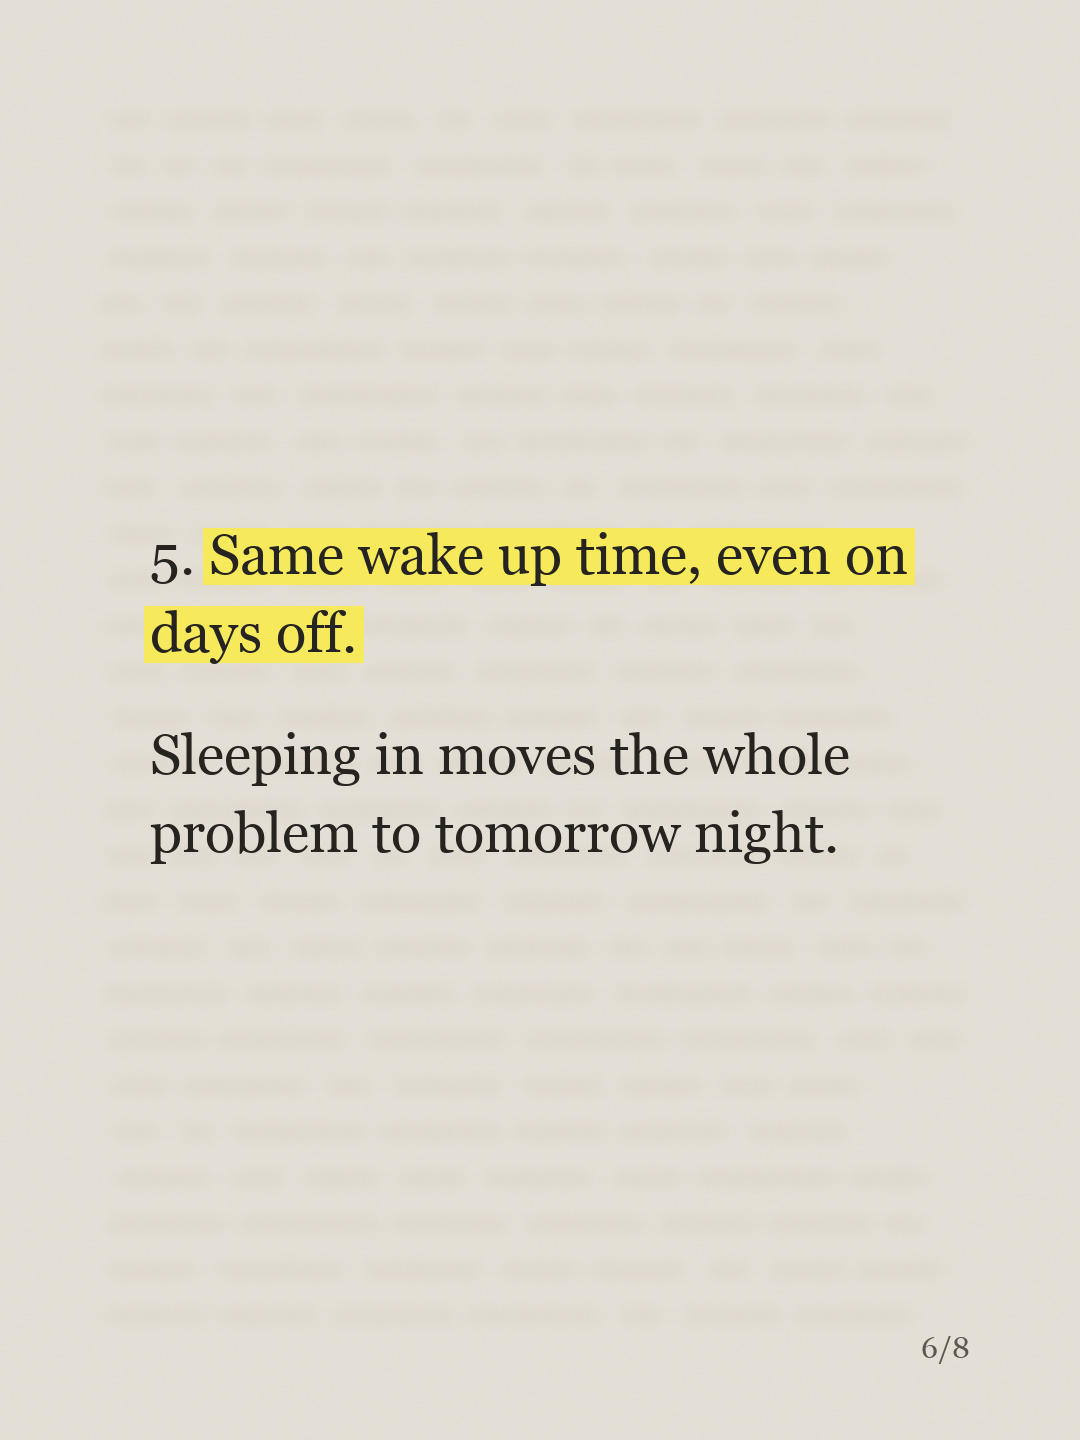 5. Same wake up time, even on
days off.
Sleeping in moves the whole
problem to tomorrow night.
6/8